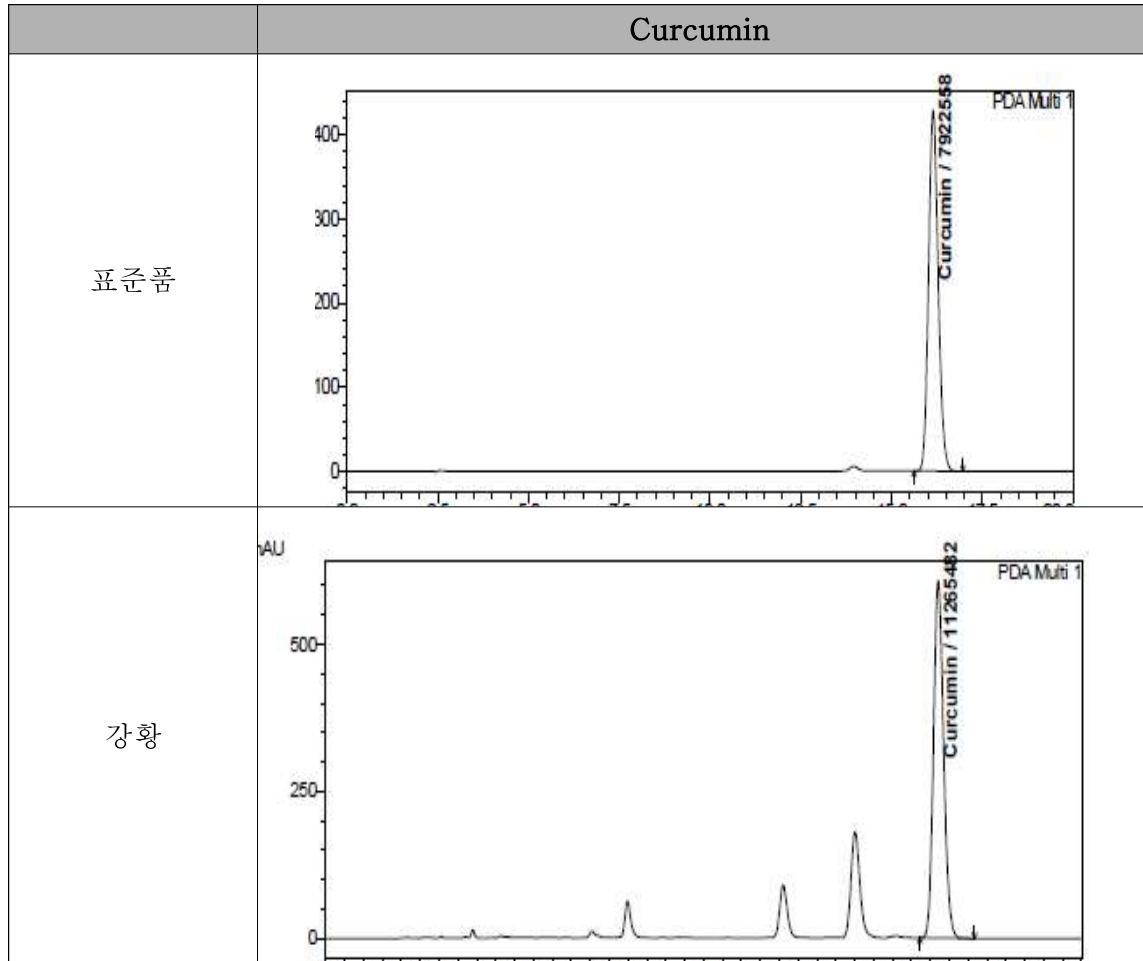 Curcumin
표준품
PDA Multi 1
Curcumin / 7922558
400
300
200
100
0
강황
PDA Multi 1
Curcumin / 11265482
500
250
0